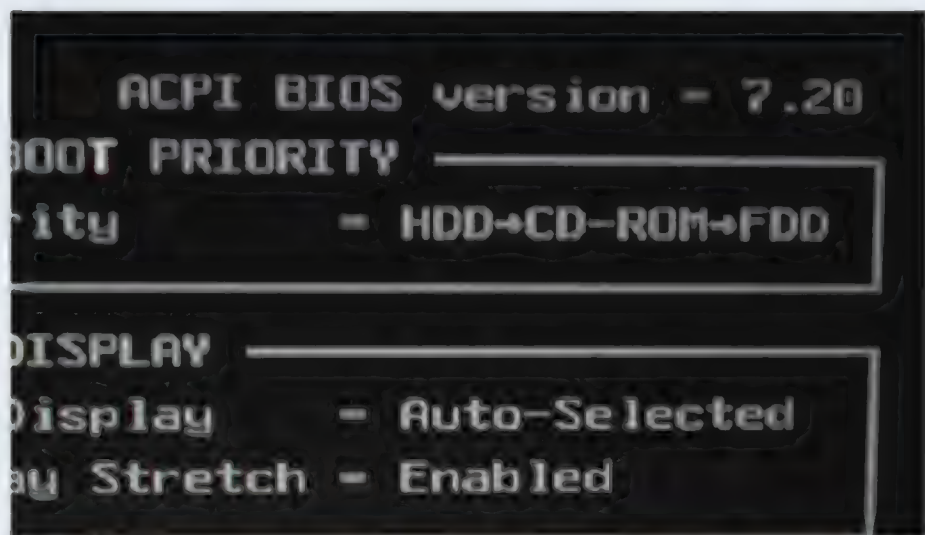 ACPI BIOS version = 7.20
BOOT PRIORITY
rity = HDD→CD-ROM→FDD
DISPLAY
Display = Auto-Selected
ay Stretch = Enabled